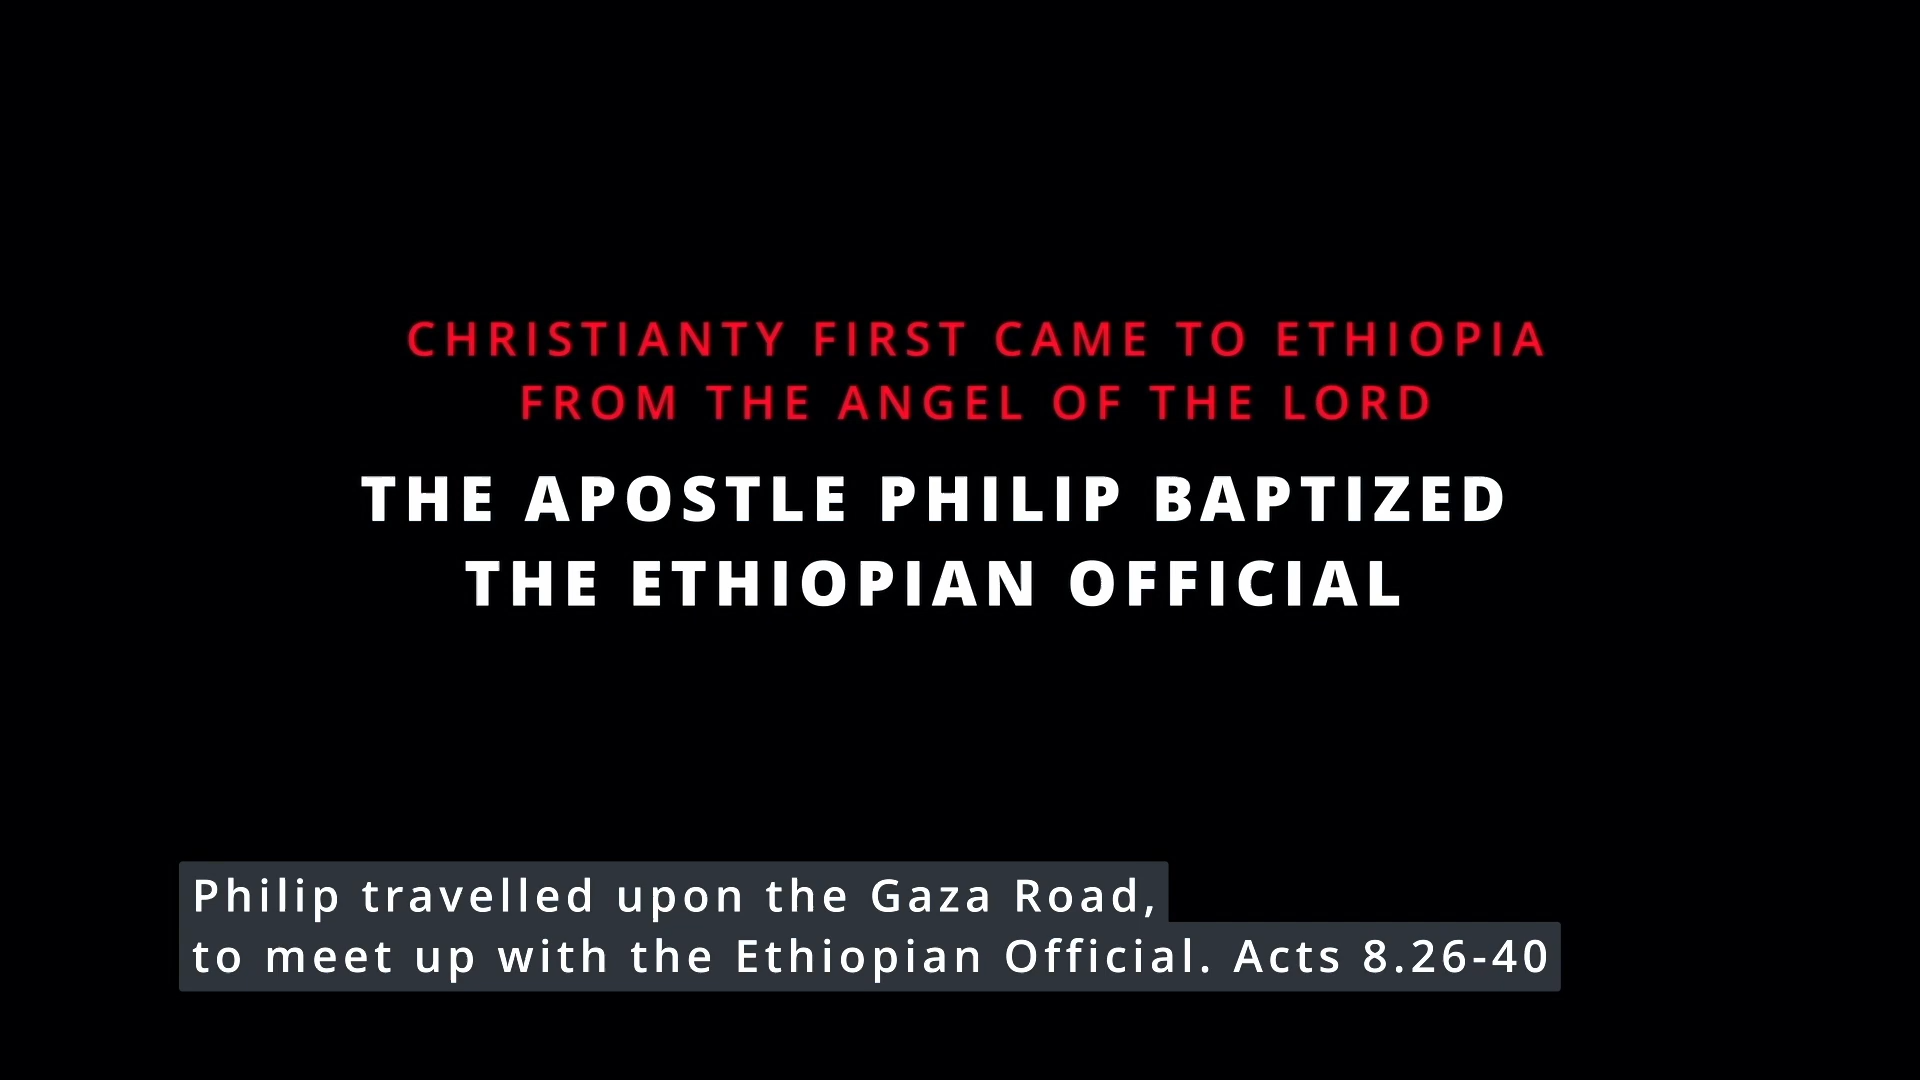 CHRISTIANTY FIRST CAME TO ETHIOPIA
FROM THE ANGEL OF THE LORD
THE APOSTLE PHILIP BAPTIZED
THE ETHIOPIAN OFFICIAL
Philip travelled upon the Gaza Road,
to meet up with the Ethiopian Official. Acts 8.26-40